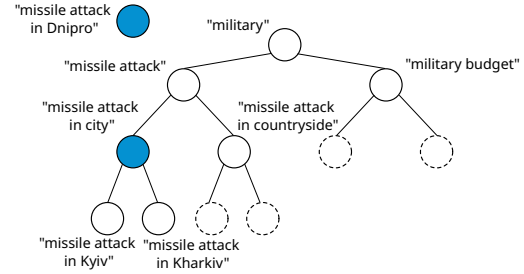 "missile attack
in Dnipro"
"military"
"missile attack"
"military budget"
"missile attack
in city"
"missile attack
in countryside"
"missile attack
in Kyiv"
"missile attack
in Kharkiv"